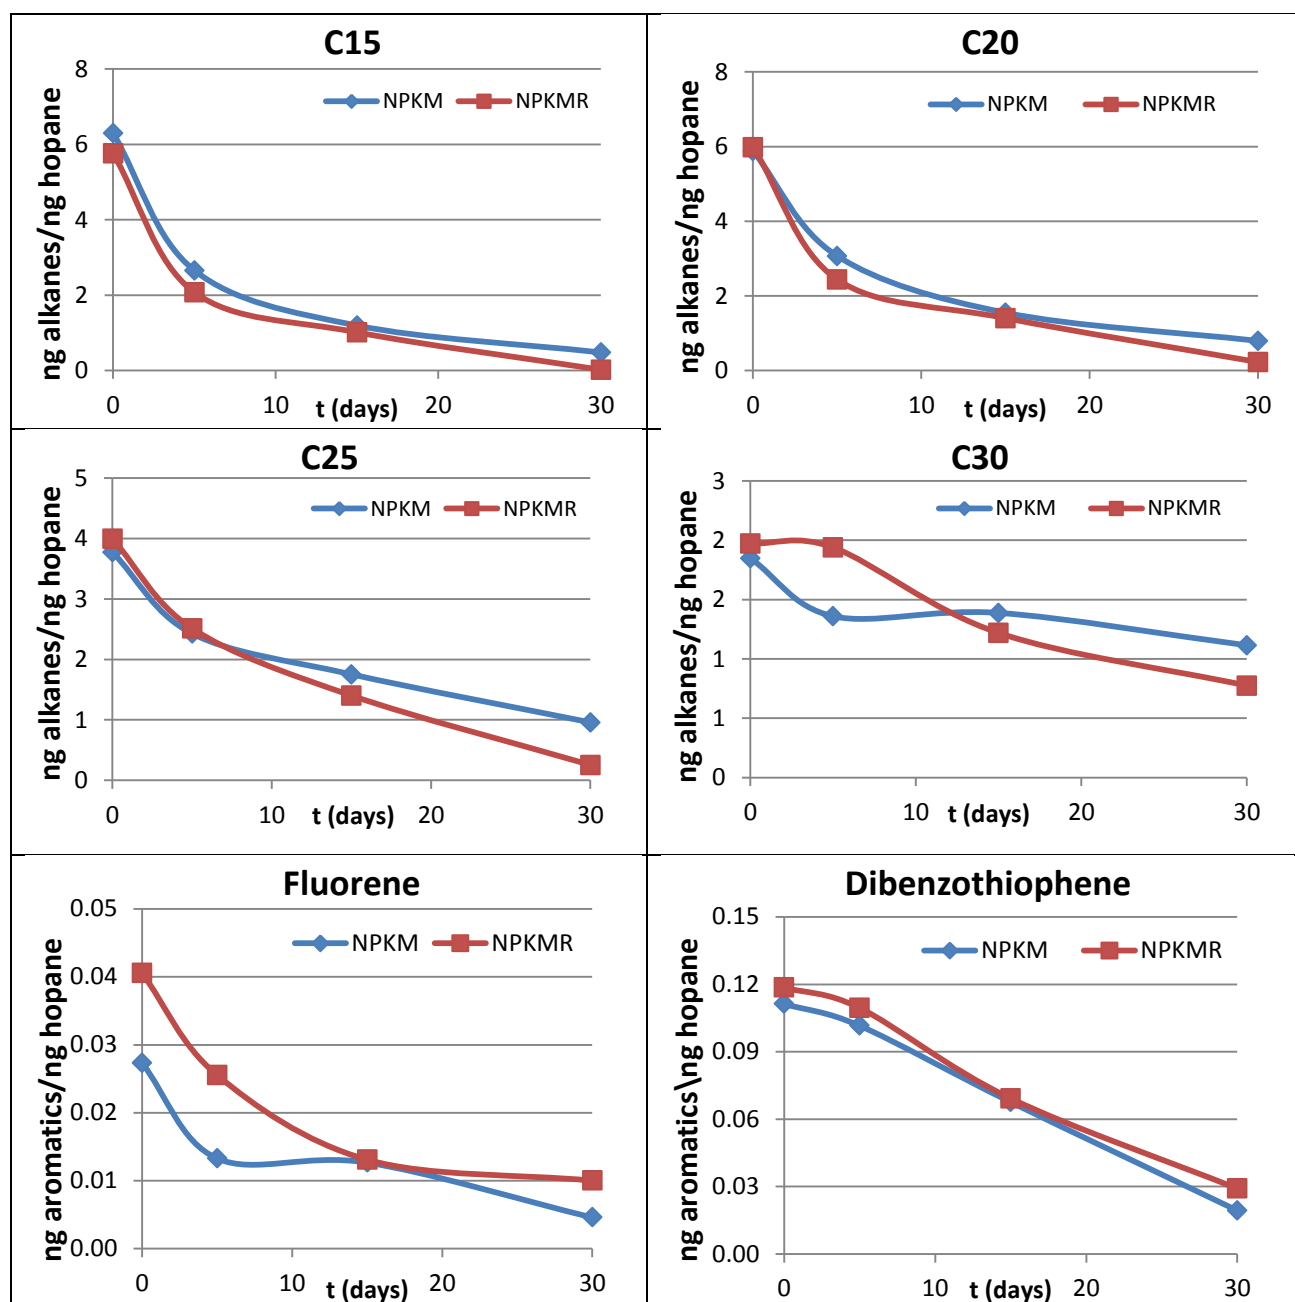 C15
ng alkanes/ng hopane
NPKM NPKMR
8
6
4
2
0
0 10 20 30
t (days)
C20
ng alkanes/ng hopane
NPKM NPKMR
8
6
4
2
0
0 10 20 30
t (days)
C25
ng alkanes/ng hopane
NPKM NPKMR
5
4
3
2
1
0
0 10 20 30
t (days)
C30
ng alkanes/ng hopane
NPKM NPKMR
3
2
2
1
1
0
0 10 20 30
t (days)
Fluorene
ng aromatics/ng hopane
NPKM NPKMR
0.05
0.04
0.03
0.02
0.01
0.00
0 10 20 30
t (days)
Dibenzothiophene
ng aromatics\ng hopane
NPKM NPKMR
0.15
0.12
0.09
0.06
0.03
0.00
0 10 20 30
t (days)